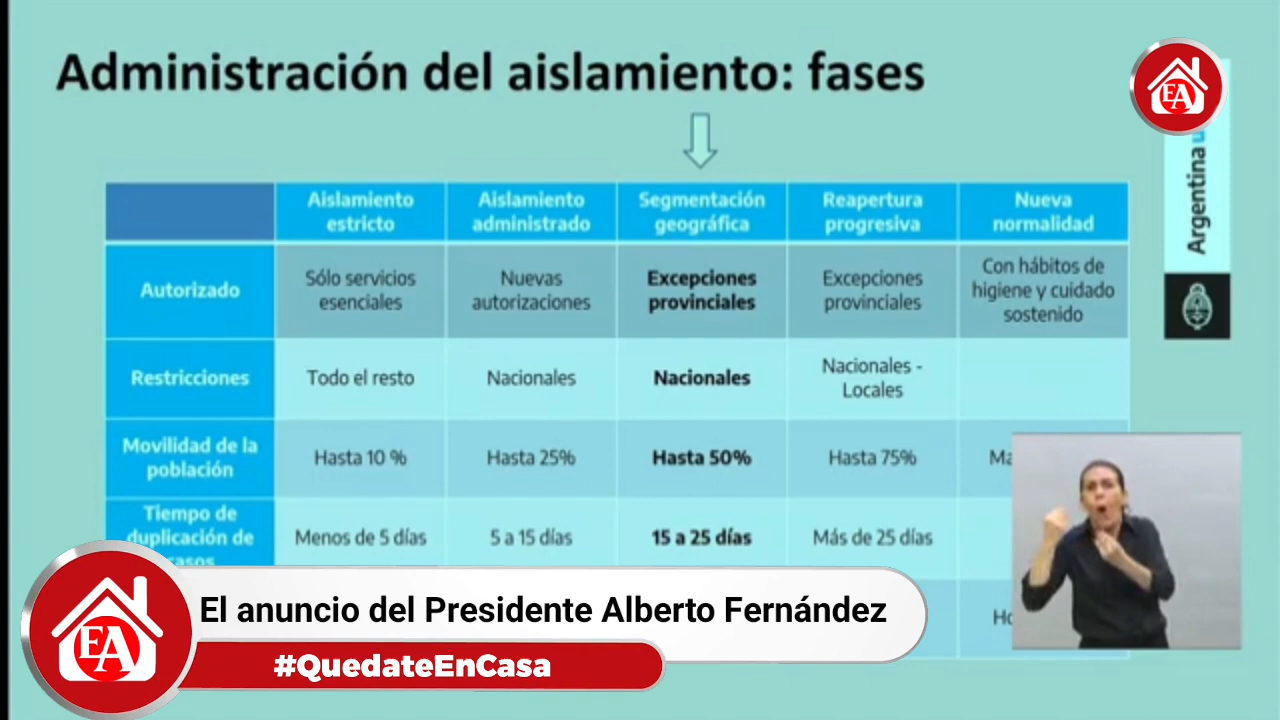 Administración del aislamiento: fases
EA
Argentina
Aislamiento estricto
Aislamiento administrado
Segmentación geográfica
Reapertura progresiva
Nueva normalidad
Autorizado
Sólo servicios esenciales
Nuevas autorizaciones
Excepciones provinciales
Excepciones provinciales
Con hábitos de higiene y cuidado sostenido
Restricciones
Todo el resto
Nacionales
Nacionales
Nacionales - Locales
Movilidad de la población
Hasta 10 %
Hasta 25%
Hasta 50%
Hasta 75%
Tiempo de duplicación de casos
Menos de 5 días
5 a 15 días
15 a 25 días
Más de 25 días
EA
El anuncio del Presidente Alberto Fernández
#QuedateEnCasa